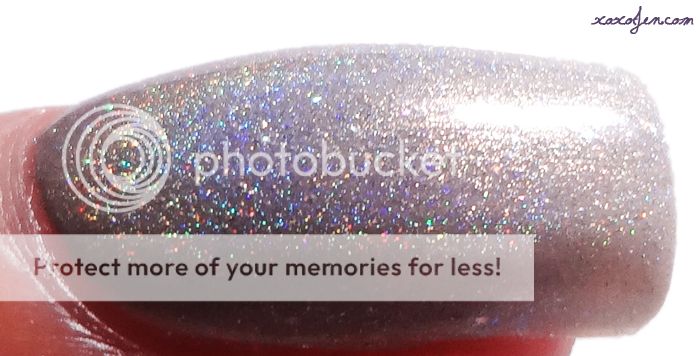 xoxoJen.com
photobucket
Protect more of your memories for less!